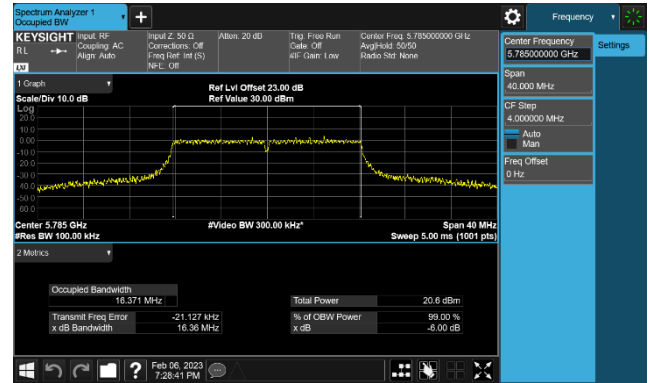 Spectrum Analyzer 1
Occupied BW
Frequency
KEYSIGHT
RL
LXI
Input: RF
Coupling: AC
Align: Auto
Input Z: 50 Ω
Corrections: Off
Freq Ref: Int (S)
NFE: Off
Atten: 20 dB
Trig: Free Run
Gate: Off
#IF Gain: Low
Center Freq: 5.785000000 GHz
Avg|Hold: 50/50
Radio Std: None
Center Frequency
5.785000000 GHz
Settings
Span
40.000 MHz
CF Step
4.000000 MHz
Auto
Man
Freq Offset
0 Hz
1 Graph
Scale/Div 10.0 dB
Ref Lvl Offset 23.00 dB
Ref Value 30.00 dBm
Log
20.0
10.0
0.00
-10.0
-20.0
-30.0
-40.0
-50.0
-60.0
Center 5.785 GHz
#Video BW 300.00 kHz*
Span 40 MHz
#Res BW 100.00 kHz
Sweep 5.00 ms (1001 pts)
2 Metrics
Occupied Bandwidth
16.371 MHz
Total Power 20.6 dBm
Transmit Freq Error -21.127 kHz
% of OBW Power 99.00 %
x dB Bandwidth 16.36 MHz
x dB -6.00 dB
Feb 06, 2023
7:28:41 PM